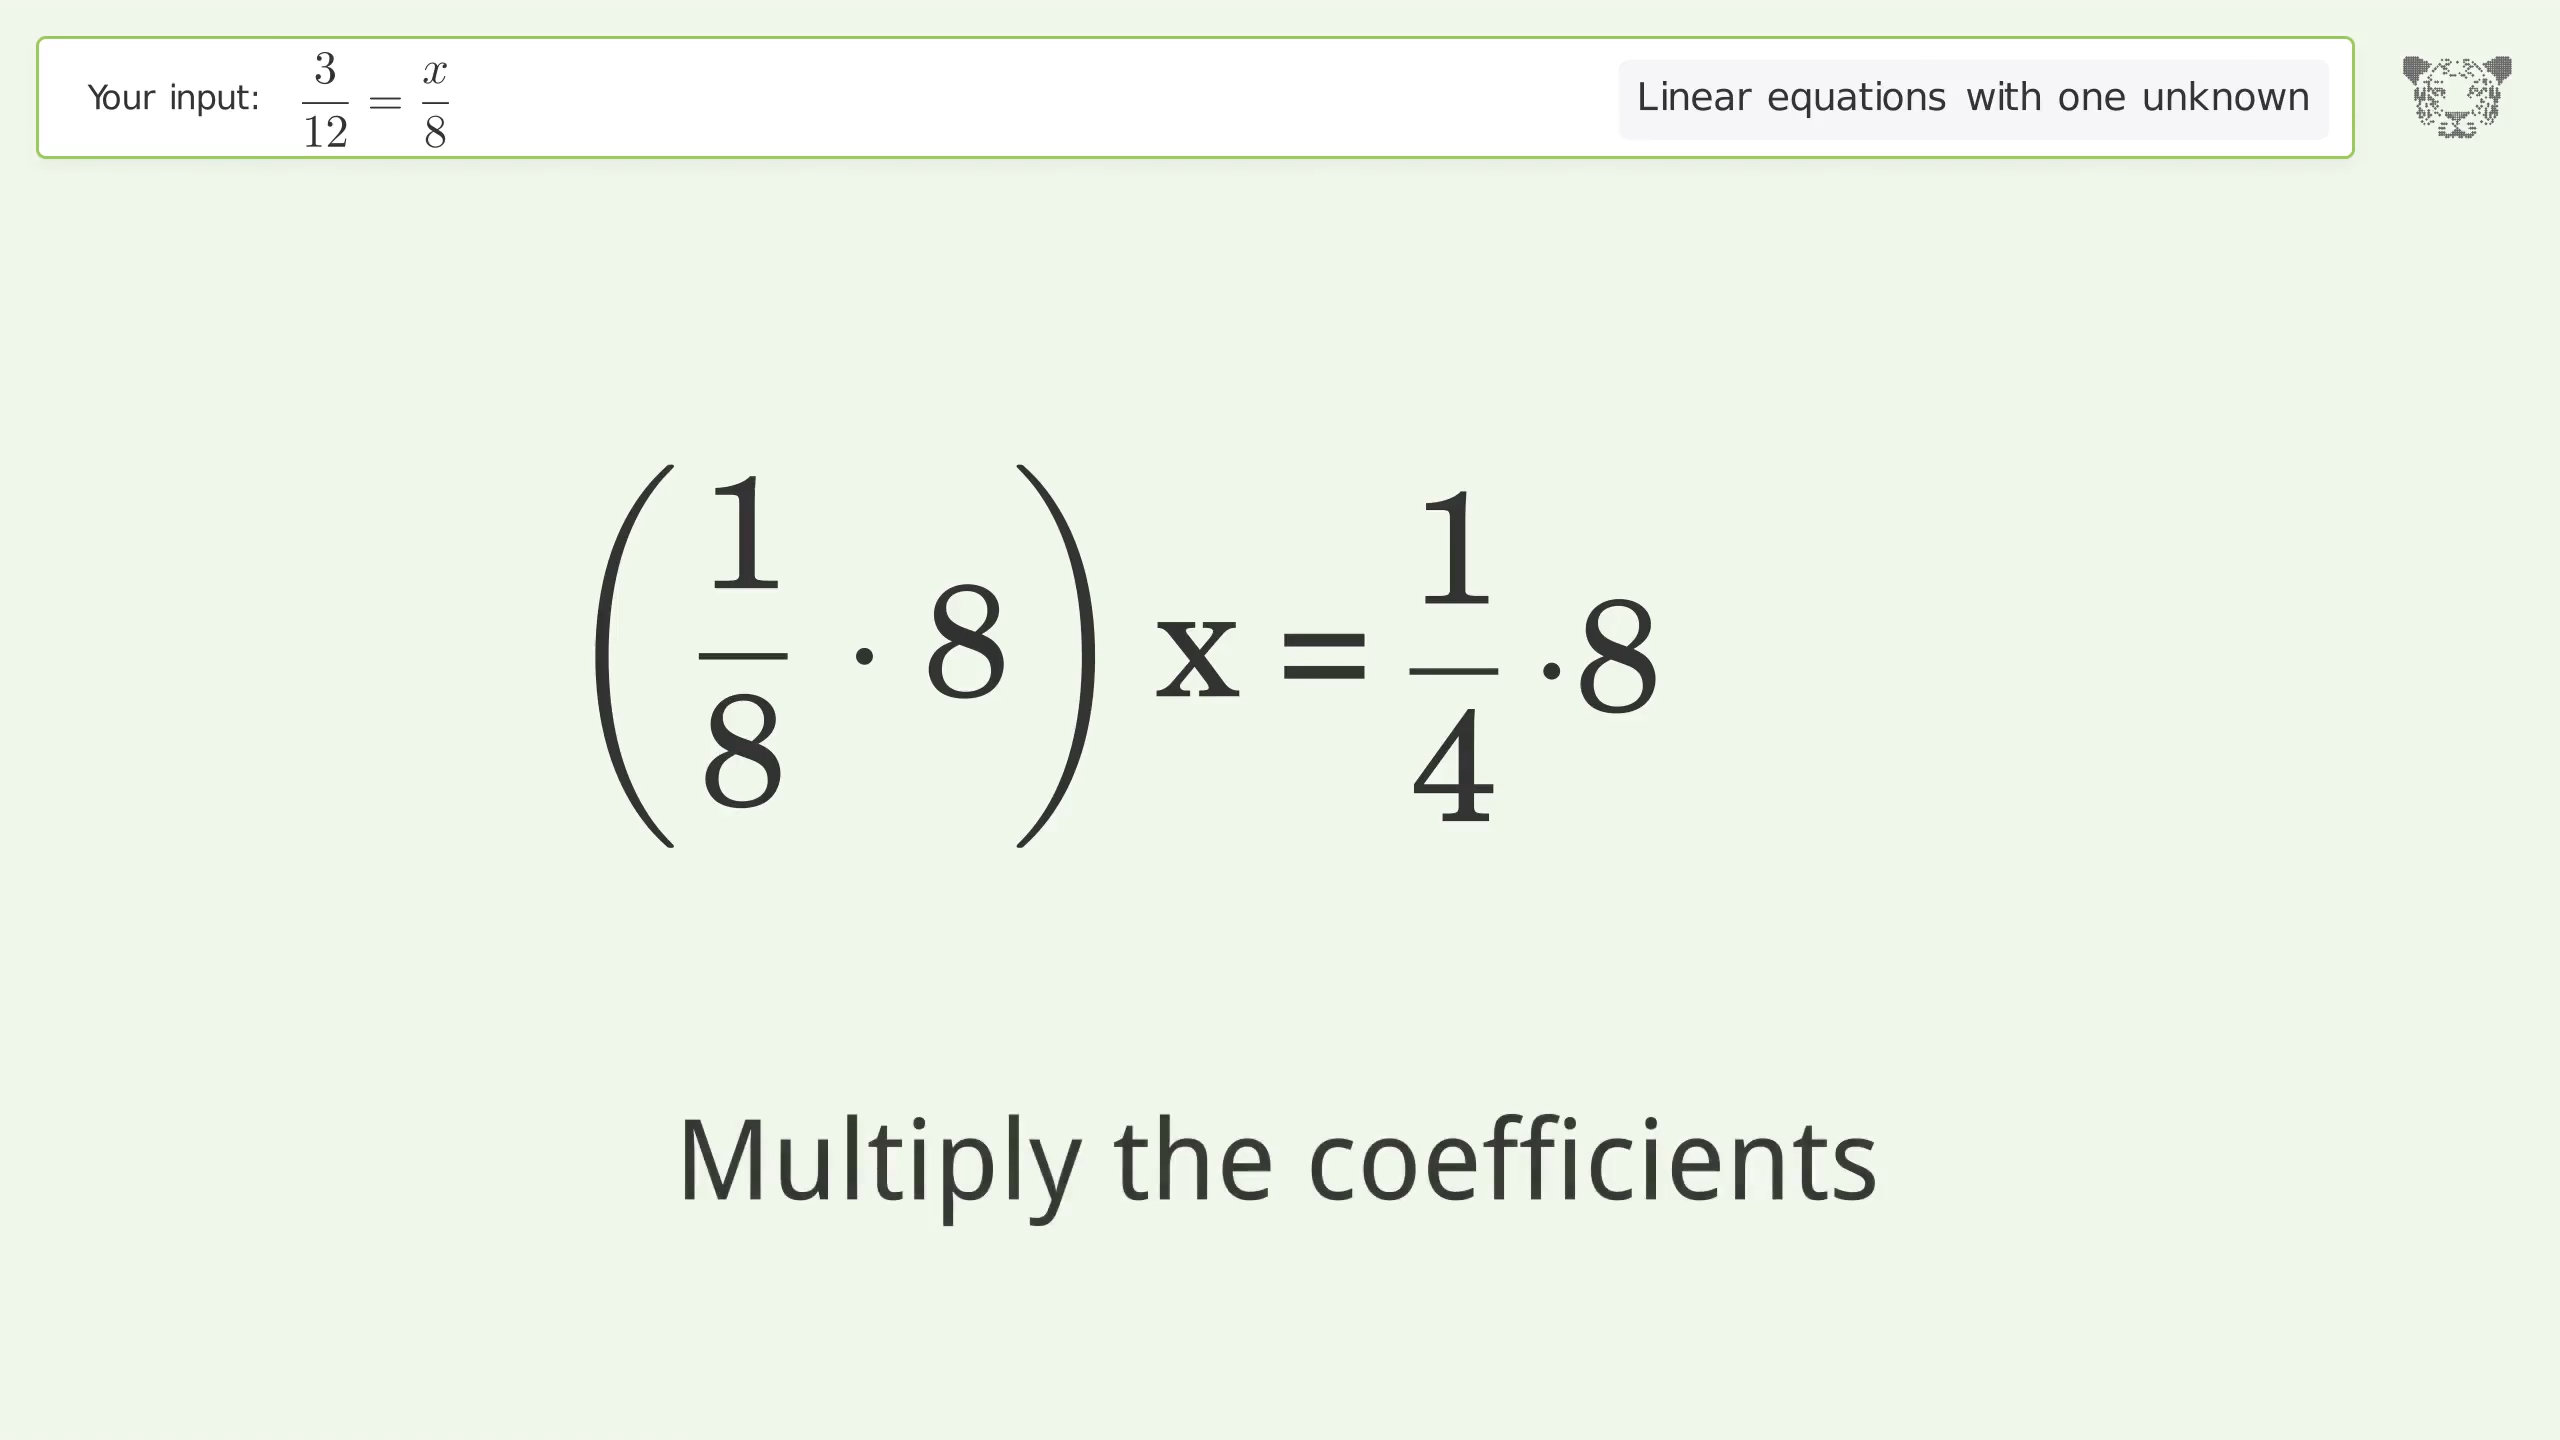 Your input: 3/12 = x/8
Linear equations with one unknown
(1/8 · 8) x = 1/4 · 8
Multiply the coefficients